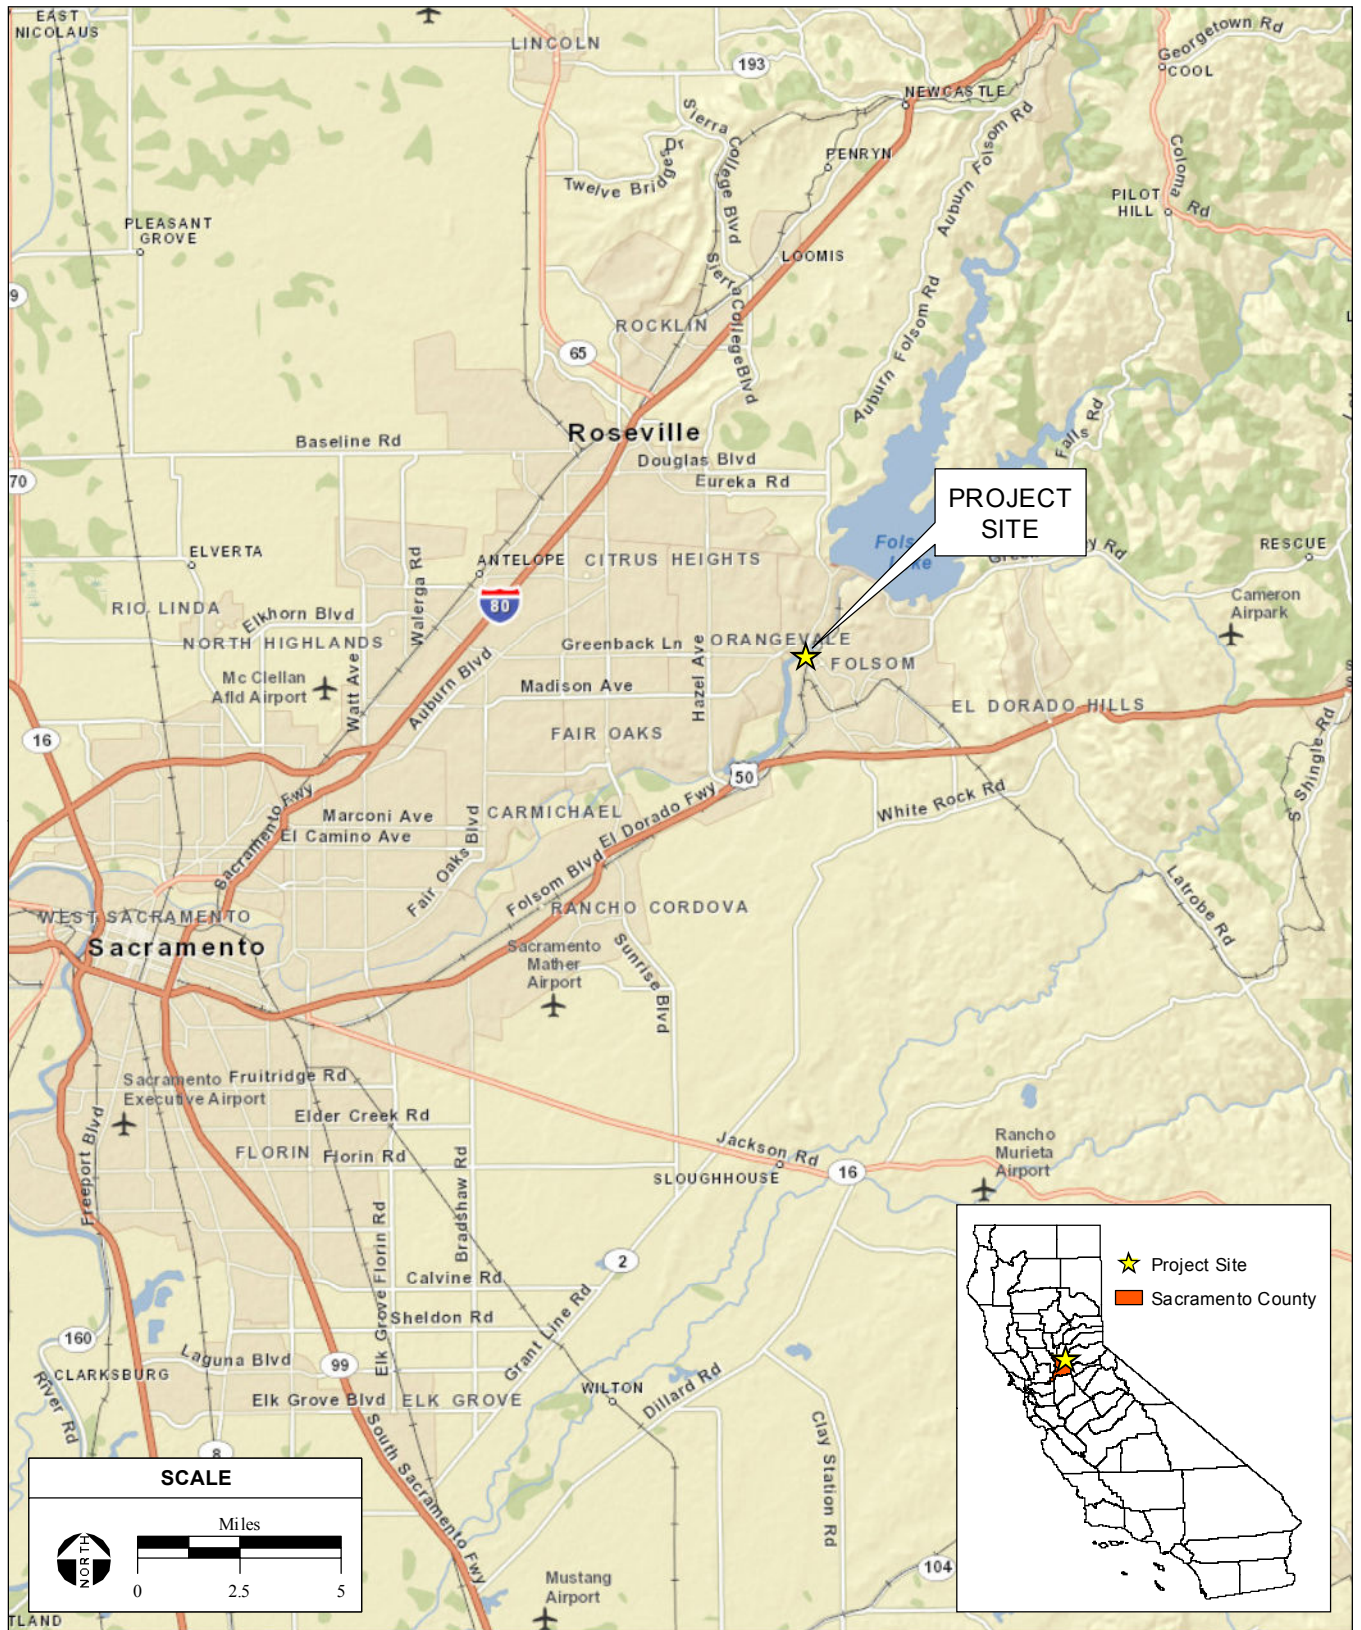 EAST
NICOLAUS
LINCOLN
193
Georgetown Rd
COOL
NEWCASTLE
Sierra College Blvd
PENRYN
Twelve Bridges Dr
Auburn Folsom Rd
Coloma Rd
PILOT
HILL
PLEASANT
GROVE
LOOMIS
Sierra College Blvd
Auburn Folsom Rd
ROCKLIN
65
Roseville
Baseline Rd
Douglas Blvd
Eureka Rd
Falls Rd
70
9
PROJECT
SITE
ELVERTA
ANTELOPE
CITRUS HEIGHTS
Walerga Rd
80
RESCUE
Cameron
Airpark
RIO LINDA
Elkhorn Blvd
NORTH HIGHLANDS
Greenback Ln
ORANGEVALE
FOLSOM
Mc Clellan
Afld Airport
Watt Ave
Auburn Blvd
Madison Ave
Hazel Ave
EL DORADO HILLS
FAIR OAKS
16
50
White Rock Rd
S Shingle Rd
Sacramento Fwy
Marconi Ave
El Camino Ave
CARMICHAEL
El Dorado Fwy
Fair Oaks Blvd
Folsom Blvd
Latrobe Rd
WEST SACRAMENTO
Sacramento
RANCHO CORDOVA
Sacramento
Mather
Airport
Sunrise Blvd
Sacramento
Executive Airport
Fruitridge Rd
Elder Creek Rd
FLORIN
Florin Rd
Freeport Blvd
Bradshaw Rd
Elk Grove Florin Rd
Jackson Rd
SLOUGHHOUSE
16
Rancho
Murieta
Airport
2
Calvine Rd
Sheldon Rd
Grant Line Rd
160
CLARKSBURG
River Rd
Laguna Blvd
99
Elk Grove Blvd
ELK GROVE
WILTON
Dillard Rd
Clay Station Rd
South Sacramento Fwy
8
104
Mustang
Airport
TLAND
Project Site
Sacramento County
SCALE
Miles
NORTH
0
2.5
5